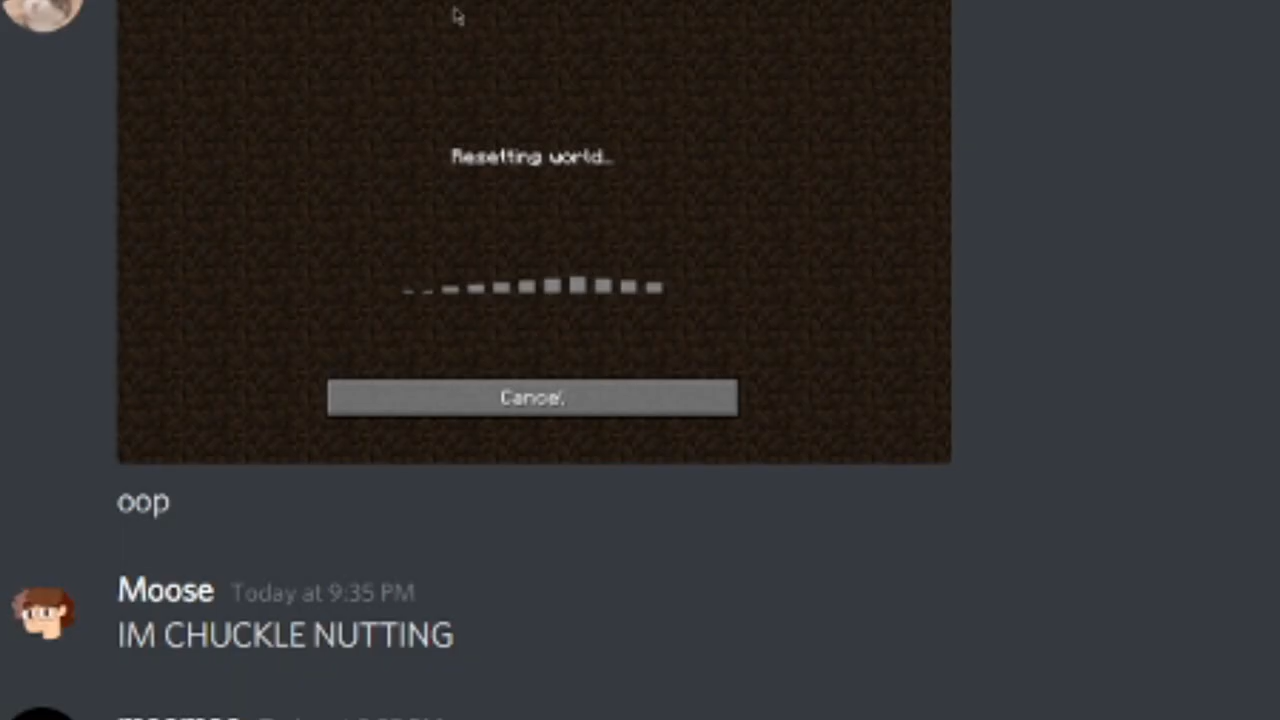 Resetting world...
Cancel
oop
Moose Today at 9:35 PM
IM CHUCKLE NUTTING